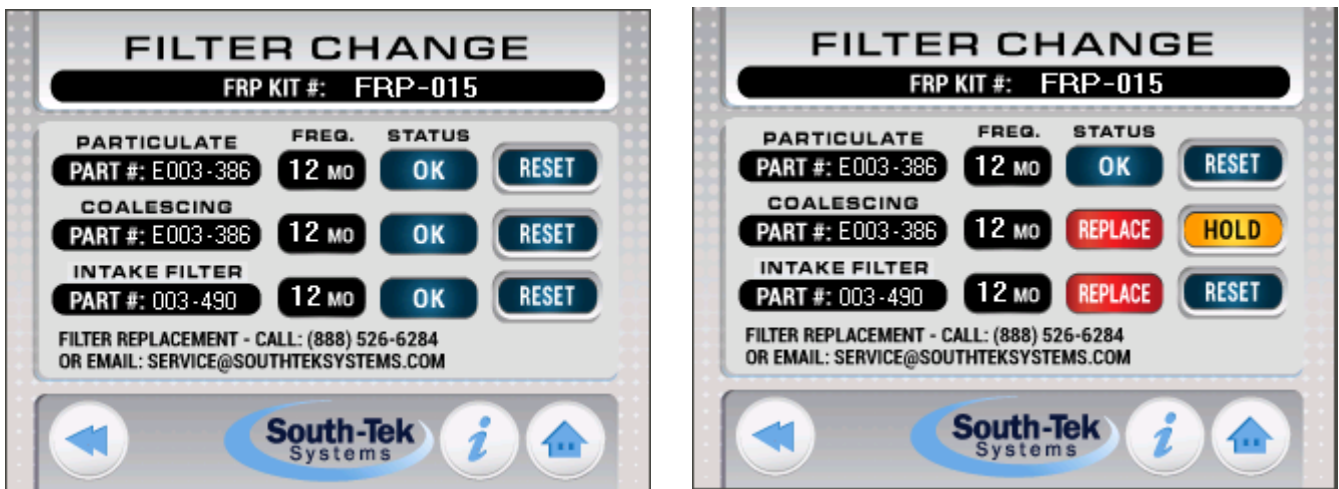 FILTER CHANGE
FRP KIT #: FRP-015
PARTICULATE FREQ. STATUS
PART #: E003-386 12 MO OK RESET
COALESCING
PART #: E003-386 12 MO OK RESET
INTAKE FILTER
PART #: 003-490 12 MO OK RESET
FILTER REPLACEMENT - CALL: (888) 526-6284
OR EMAIL: SERVICE@SOUTHTEKSYSTEMS.COM
South-Tek
Systems
i
FILTER CHANGE
FRP KIT #: FRP-015
PARTICULATE FREQ. STATUS
PART #: E003-386 12 MO OK RESET
COALESCING
PART #: E003-386 12 MO REPLACE HOLD
INTAKE FILTER
PART #: 003-490 12 MO REPLACE RESET
FILTER REPLACEMENT - CALL: (888) 526-6284
OR EMAIL: SERVICE@SOUTHTEKSYSTEMS.COM
South-Tek
Systems
i